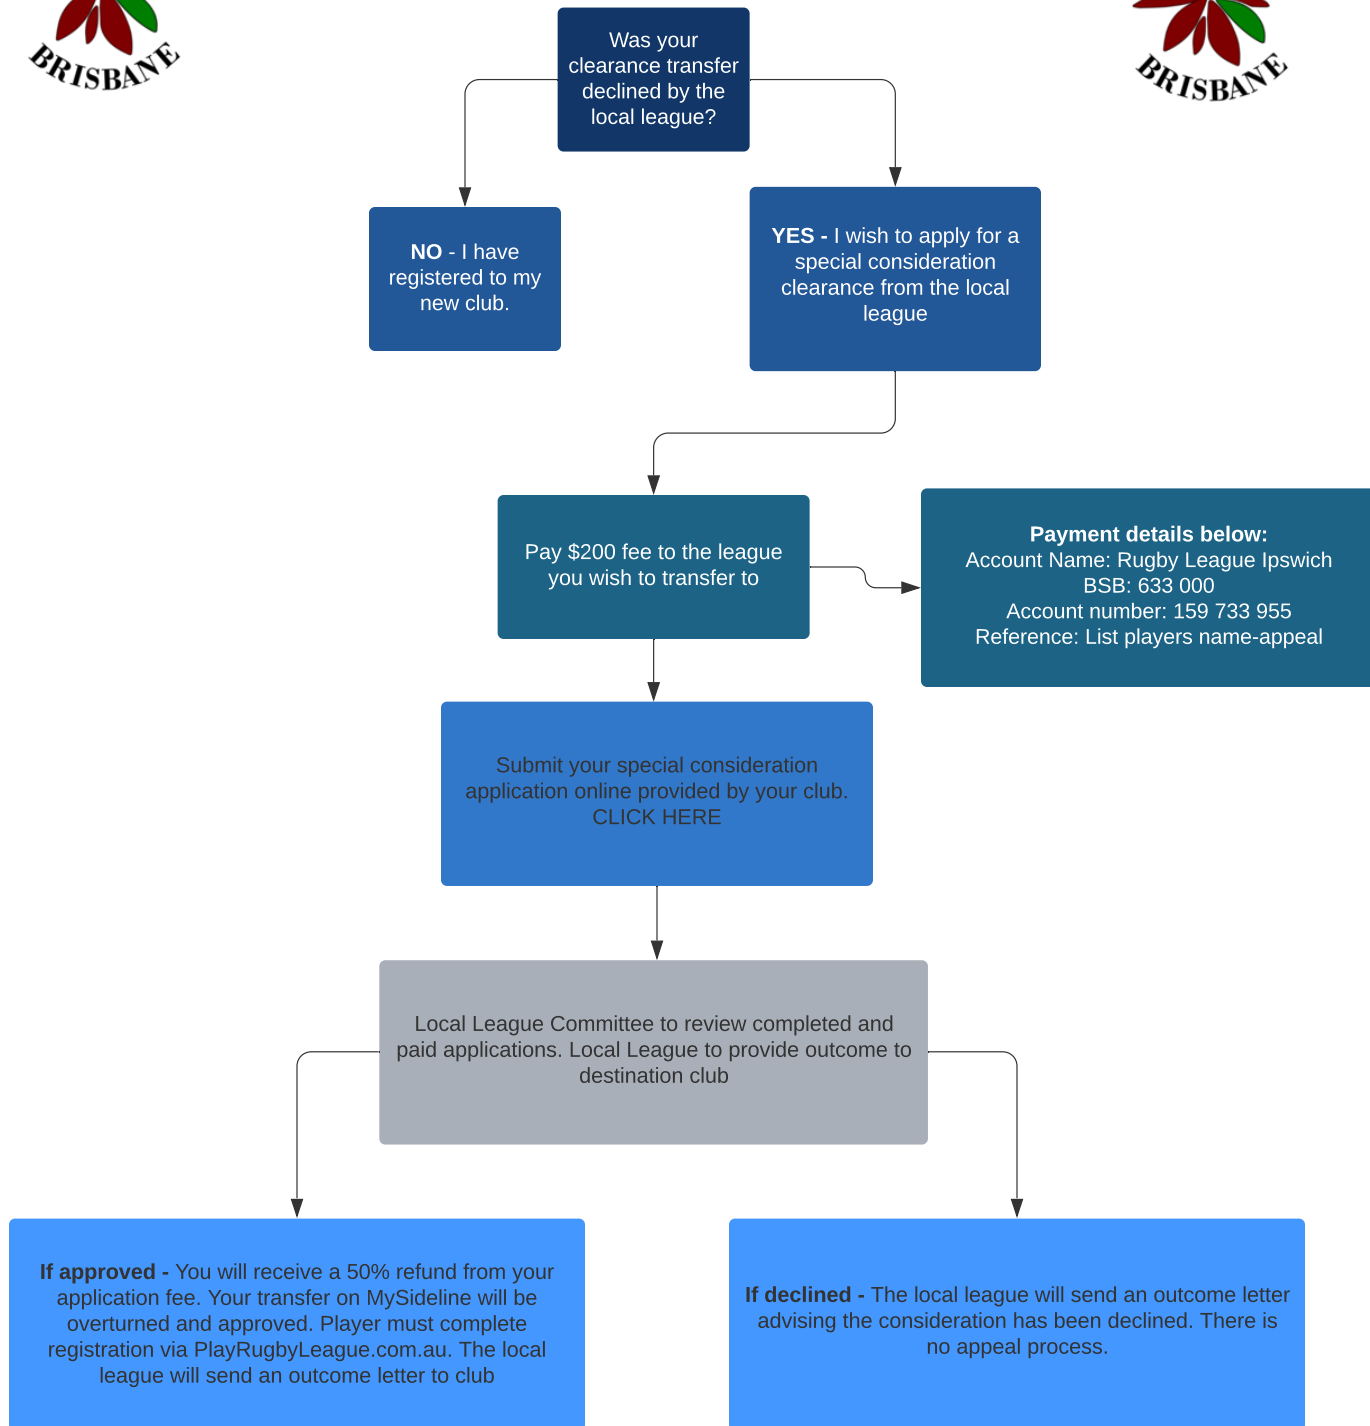 BRISBANE
BRISBANE
Was your
clearance transfer
declined by the
local league?
NO - I have
registered to my
new club.
YES - I wish to apply for a
special consideration
clearance from the local
league
Pay $200 fee to the league
you wish to transfer to
Payment details below:
Account Name: Rugby League Ipswich
BSB: 633 000
Account number: 159 733 955
Reference: List players name-appeal
Submit your special consideration
application online provided by your club.
CLICK HERE
Local League Committee to review completed and
paid applications. Local League to provide outcome to
destination club
If approved - You will receive a 50% refund from your
application fee. Your transfer on MySideline will be
overturned and approved. Player must complete
registration via PlayRugbyLeague.com.au. The local
league will send an outcome letter to club
If declined - The local league will send an outcome letter
advising the consideration has been declined. There is
no appeal process.